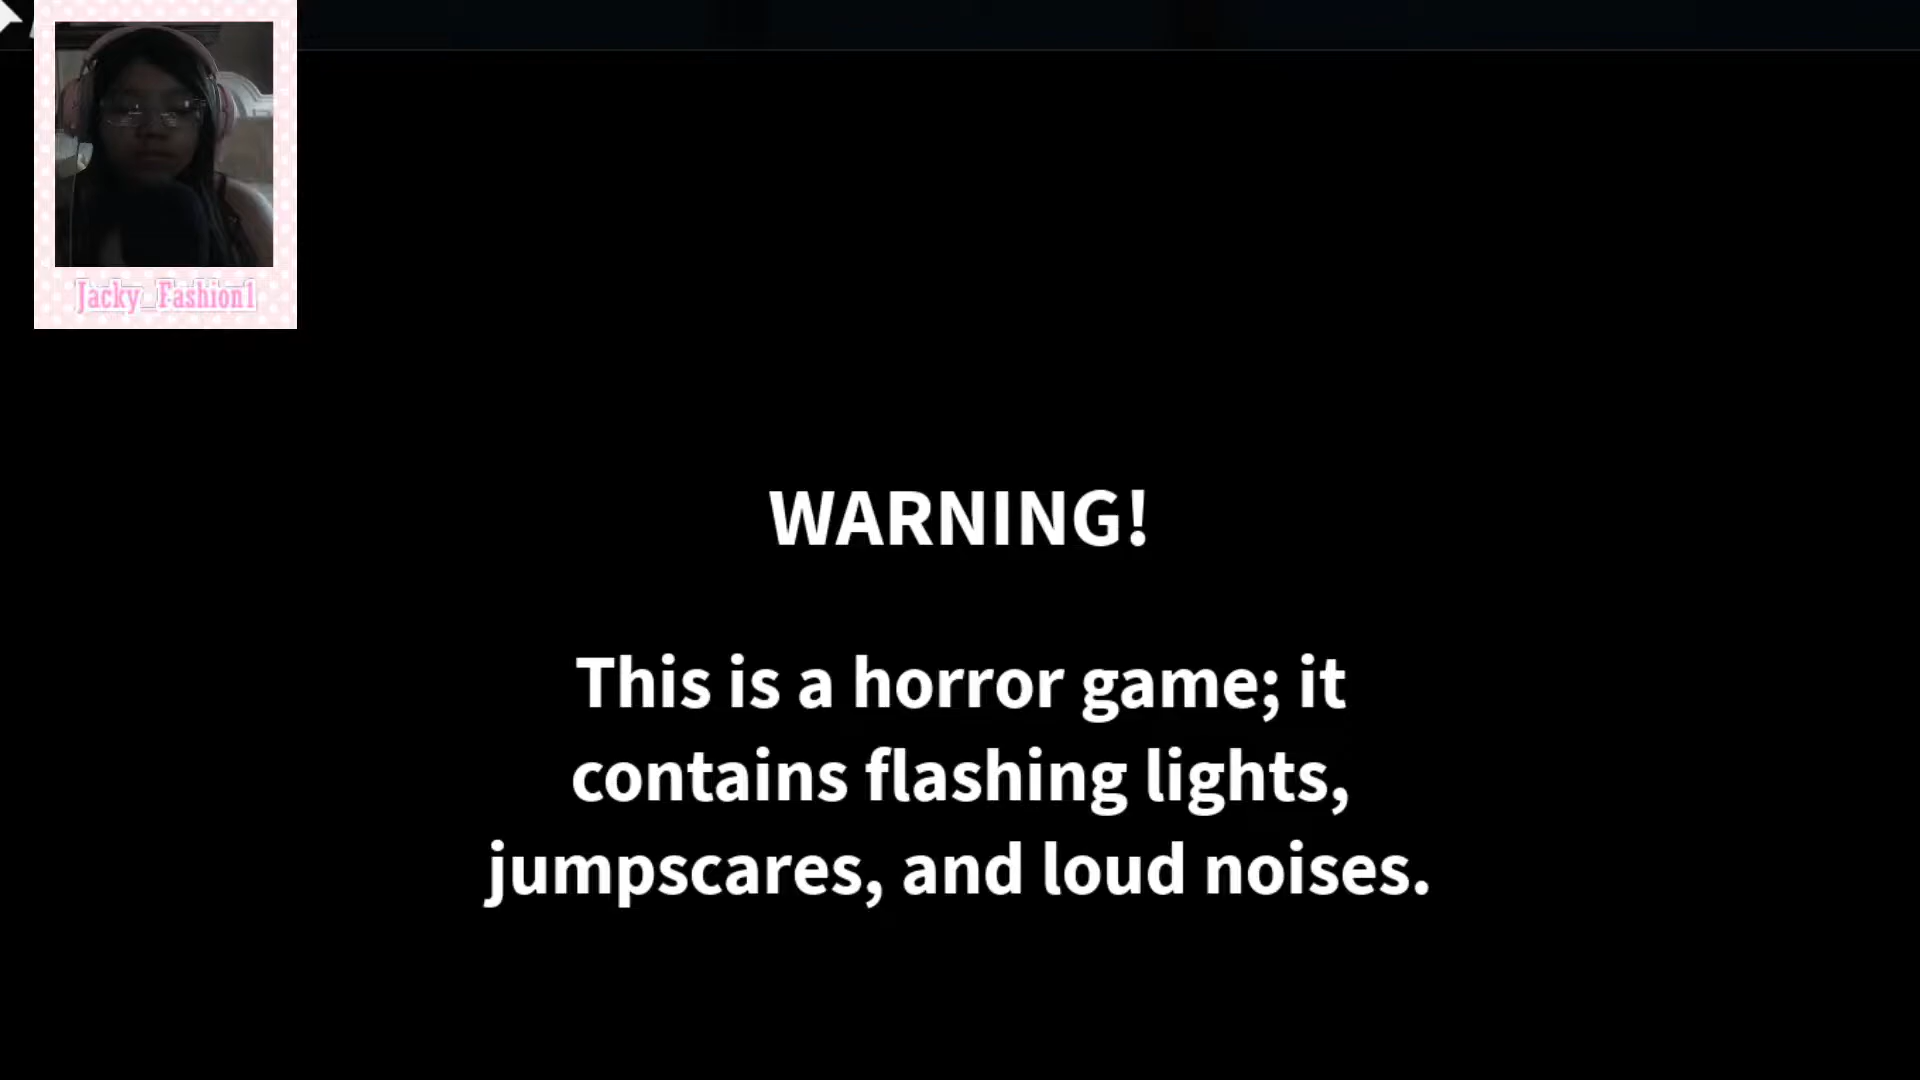 Jacky_Fashion1
WARNING!
This is a horror game; it
contains flashing lights,
jumpscares, and loud noises.